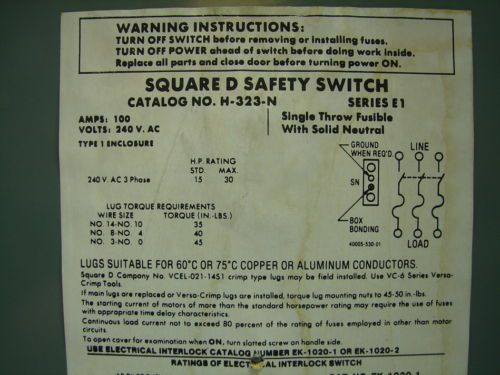 WARNING INSTRUCTIONS:
TURN OFF SWITCH before removing or installing fuses.
TURN OFF POWER ahead of switch before doing work inside.
Replace all parts and close door before turning power ON.
SQUARE D SAFETY SWITCH
CATALOG NO. H-323-N SERIES E1
AMPS: 100
VOLTS: 240 V. AC
Single Throw Fusible
With Solid Neutral
TYPE 1 ENCLOSURE
H.P. RATING
STD. MAX.
240 V. AC 3 Phase 15 30
LUG TORQUE REQUIREMENTS
WIRE SIZE TORQUE (IN.-LBS.)
NO. 14-NO. 10 35
NO. 8-NO. 4 40
NO. 3-NO. 0 45
GROUND
WHEN REQ'D
LINE
SN
BOX
BONDING
40005-530-01
LOAD
LUGS SUITABLE FOR 60°C OR 75°C COPPER OR ALUMINUM CONDUCTORS.
Square D Company No. VCEL-021-14S1 crimp type lugs may be field installed. Use VC-6 Series Versa-
Crimp Tools.
If main lugs are replaced or Versa-Crimp lugs are installed, torque lug mounting nuts to 45-50 in.-lbs.
The starting current of motors of more than the standard horsepower rating may require the use of fuses
with appropriate time delay characteristics.
Continuous load current not to exceed 80 percent of the rating of fuses employed in other than motor
circuits.
To open cover for examination when ON, turn slotted screw on handle side.
USE ELECTRICAL INTERLOCK CATALOG NUMBER EK-1020-1 OR EK-1020-2
RATINGS OF ELECTRICAL INTERLOCK SWITCH